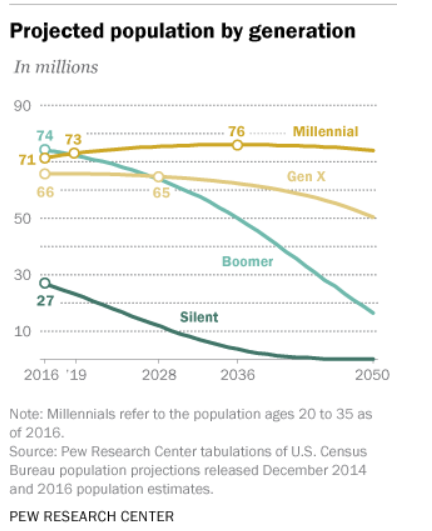 Projected population by generation
In millions
90
74
73
76
Millennial
71
Gen X
66
65
50
Boomer
30
27
Silent
10
2016 '19 2028 2036 2050
Note: Millennials refer to the population ages 20 to 35 as
of 2016.
Source: Pew Research Center tabulations of U.S. Census
Bureau population projections released December 2014
and 2016 population estimates.
PEW RESEARCH CENTER